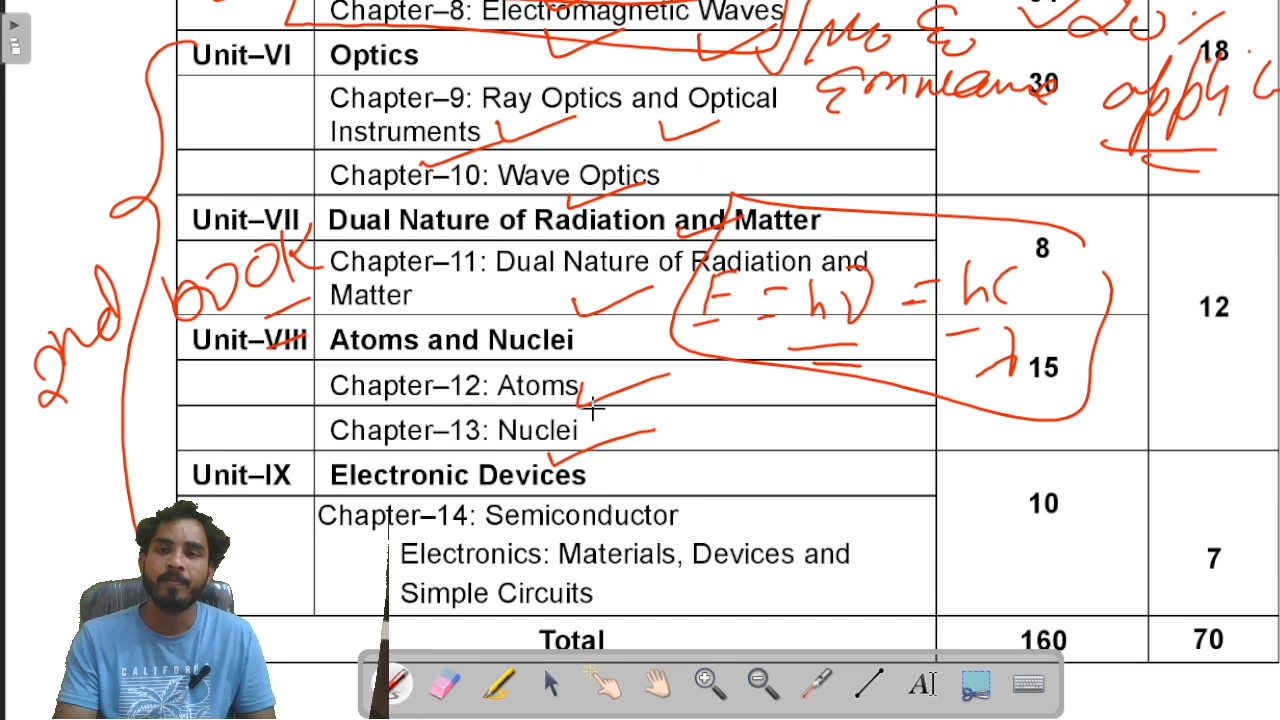 Chapter–8: Electromagnetic Waves
20%
Unit–VI Optics 18
30
Chapter–9: Ray Optics and Optical
Instruments
Chapter–10: Wave Optics
Unit–VII Dual Nature of Radiation and Matter 8
Chapter–11: Dual Nature of Radiation and
Matter
E = hν = hc
λ
2nd book
12
Unit–VIII Atoms and Nuclei 15
Chapter–12: Atoms
Chapter–13: Nuclei
Unit–IX Electronic Devices 10
Chapter–14: Semiconductor
Electronics: Materials, Devices and
Simple Circuits
7
Total 160 70
CALIFORNIA